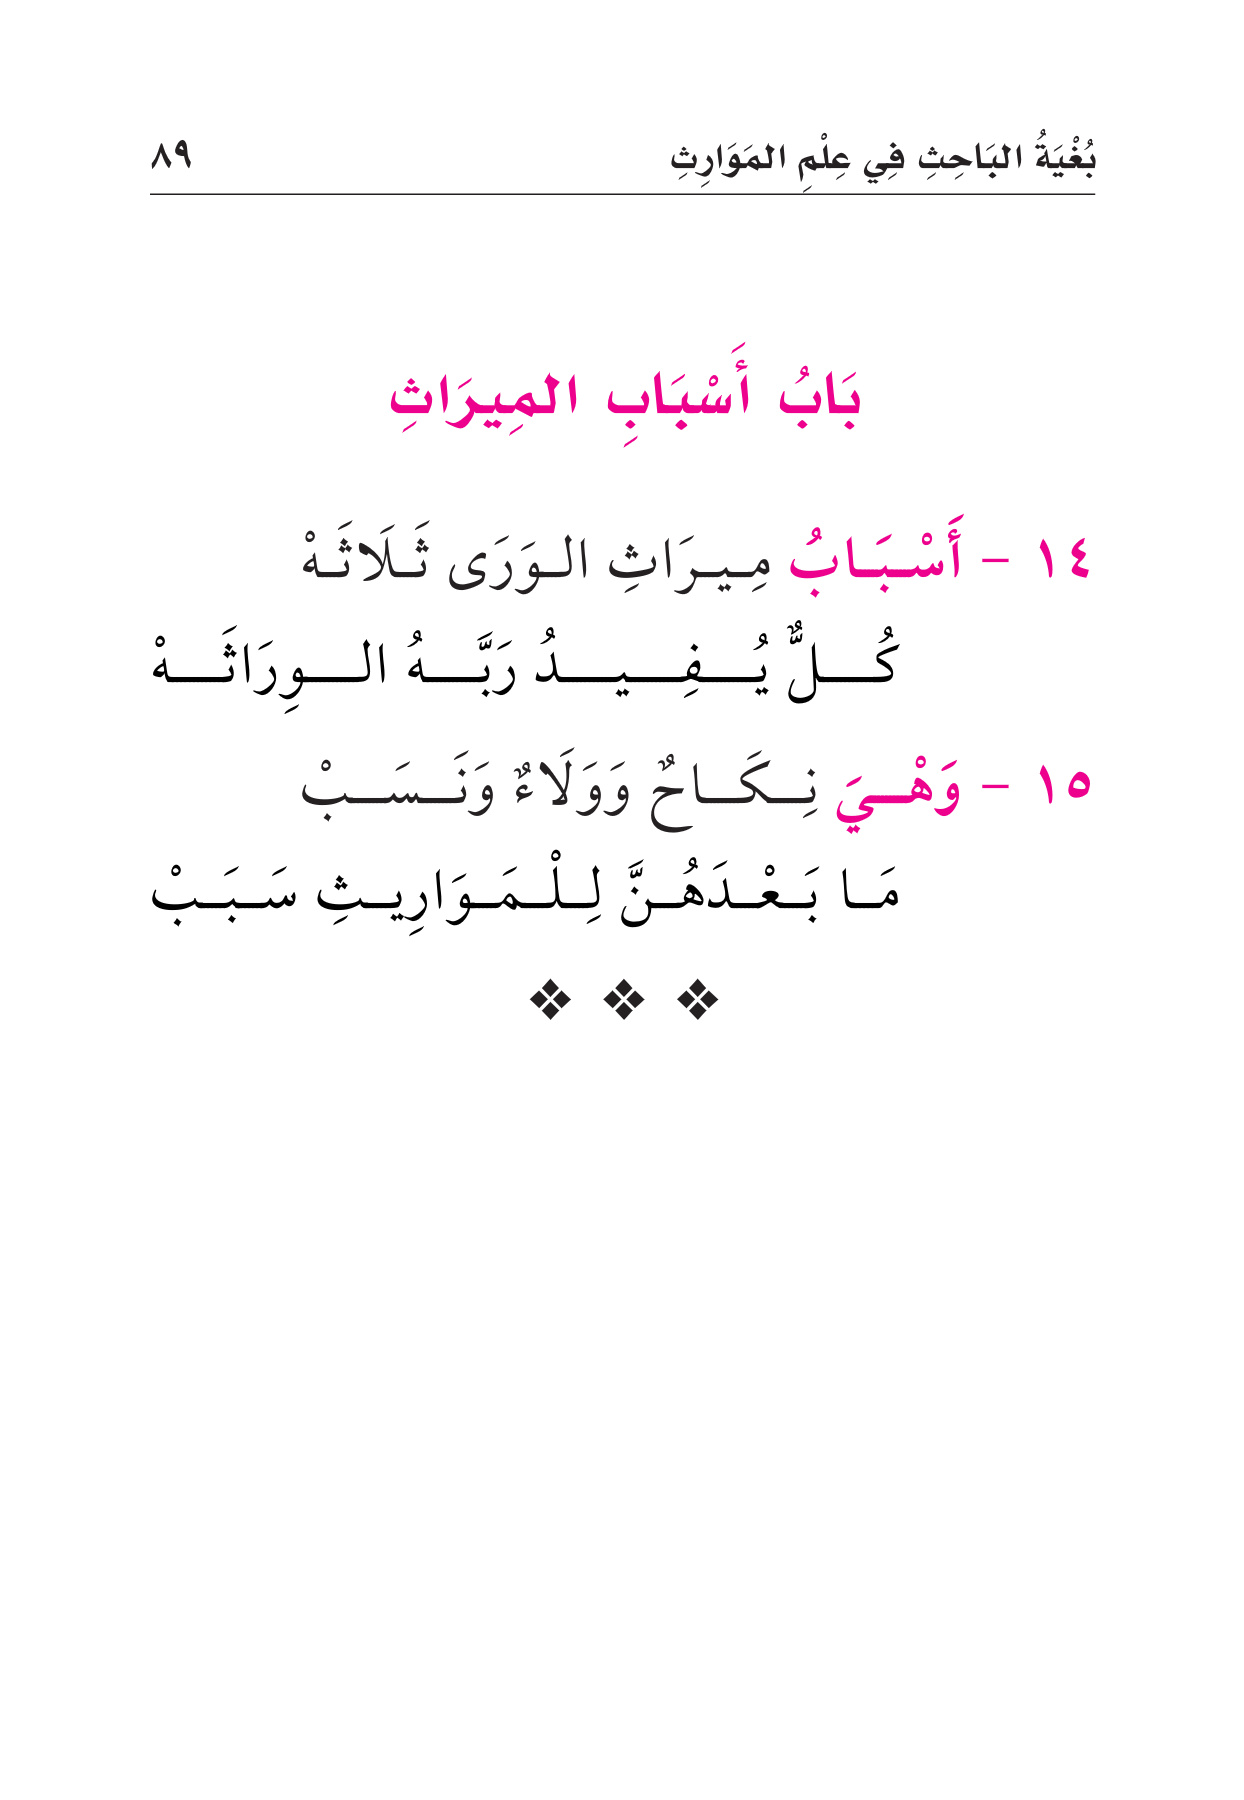 بُغْيَةُ البَاحِثِ فِي عِلْمِ المَوَارِثِ ٨٩
بَابُ أَسْبَابِ المِيرَاثِ
١٤ - أَسْبَابُ مِيرَاثِ الوَرَى ثَلَاثَهْ
كُلٌّ يُفِيدُ رَبَّهُ الوِرَاثَهْ
١٥ - وَهْيَ نِكَاحٌ وَوَلَاءٌ وَنَسَبْ
مَا بَعْدَهُنَّ لِلْمَوَارِيثِ سَبَبْ